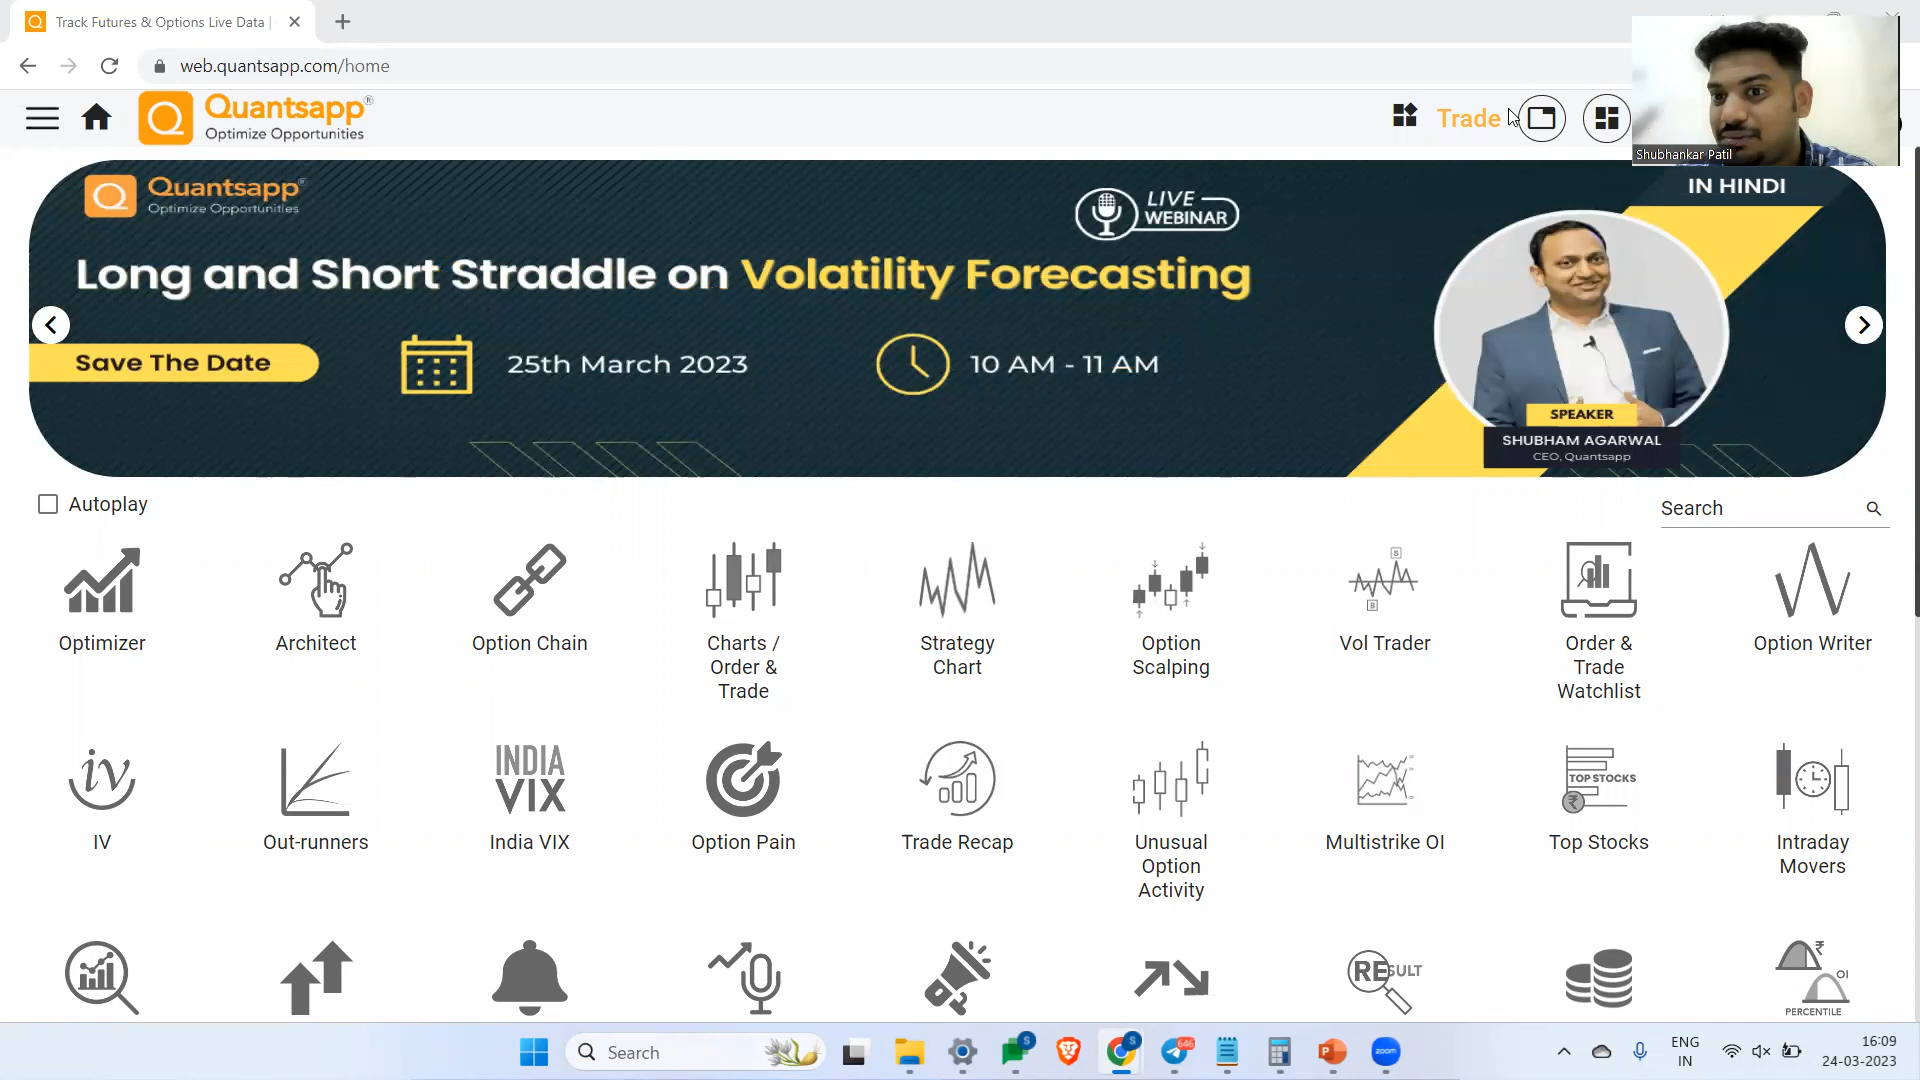 Track Futures & Options Live Data |
web.quantsapp.com/home
Quantsapp®
Optimize Opportunities
Trade
Shubhankar Patil
Quantsapp®
Optimize Opportunities
LIVE
WEBINAR
IN HINDI
Long and Short Straddle on Volatility Forecasting
Save The Date
25th March 2023
10 AM - 11 AM
SPEAKER
SHUBHAM AGARWAL
CEO, Quantsapp
Autoplay
Search
Optimizer
Architect
Option Chain
Charts /
Order &
Trade
Strategy
Chart
Option
Scalping
S
B
Vol Trader
Order &
Trade
Watchlist
Option Writer
iv
IV
Out-runners
INDIA
VIX
India VIX
Option Pain
Trade Recap
Unusual
Option
Activity
Multistrike OI
TOP STOCKS
₹
Top Stocks
Intraday
Movers
RESULT
₹
OI
PERCENTILE
Search
S
S
646
P
zoom
ENG
IN
16:09
24-03-2023